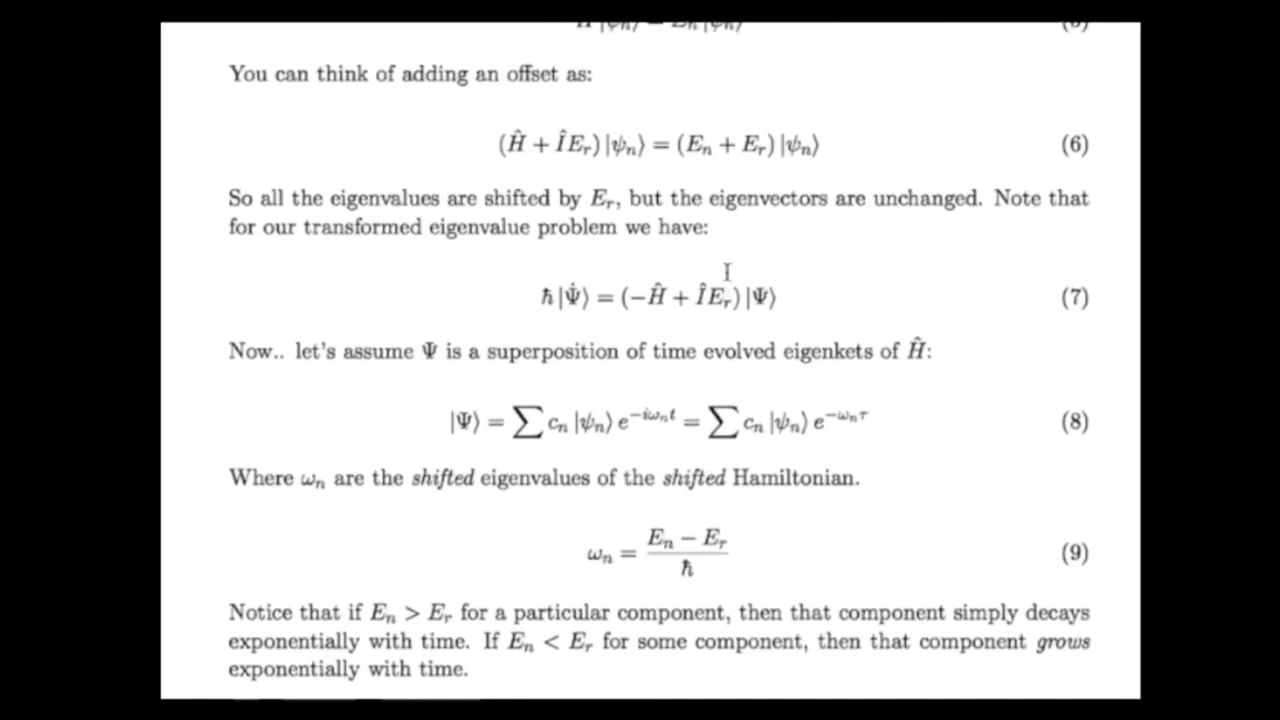 You can think of adding an offset as:
(Ĥ + ÎE_r) |ψ_n⟩ = (E_n + E_r) |ψ_n⟩ (6)
So all the eigenvalues are shifted by E_r, but the eigenvectors are unchanged. Note that
for our transformed eigenvalue problem we have:
ħ |Ψ̇⟩ = (−Ĥ + ÎE_r) |Ψ⟩ (7)
Now.. let's assume Ψ is a superposition of time evolved eigenkets of Ĥ:
|Ψ⟩ = ∑ c_n |ψ_n⟩ e^{−iω_n t} = ∑ c_n |ψ_n⟩ e^{−ω_n τ} (8)
Where ω_n are the shifted eigenvalues of the shifted Hamiltonian.
ω_n = (E_n − E_r) / ħ (9)
Notice that if E_n > E_r for a particular component, then that component simply decays
exponentially with time. If E_n < E_r for some component, then that component grows
exponentially with time.